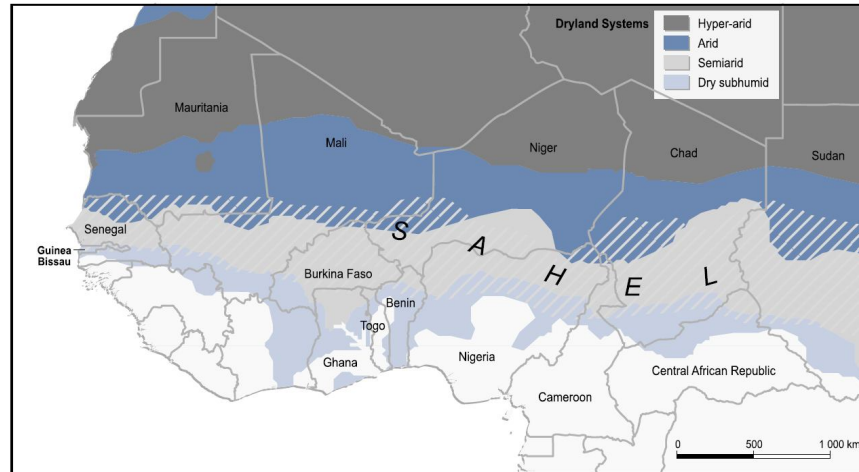 Dryland Systems
Hyper-arid
Arid
Semiarid
Dry subhumid
Mauritania
Mali
Niger
Chad
Sudan
Senegal
Guinea
Bissau
S A H E L
Burkina Faso
Benin
Togo
Ghana
Nigeria
Cameroon
Central African Republic
0 500 1 000 km